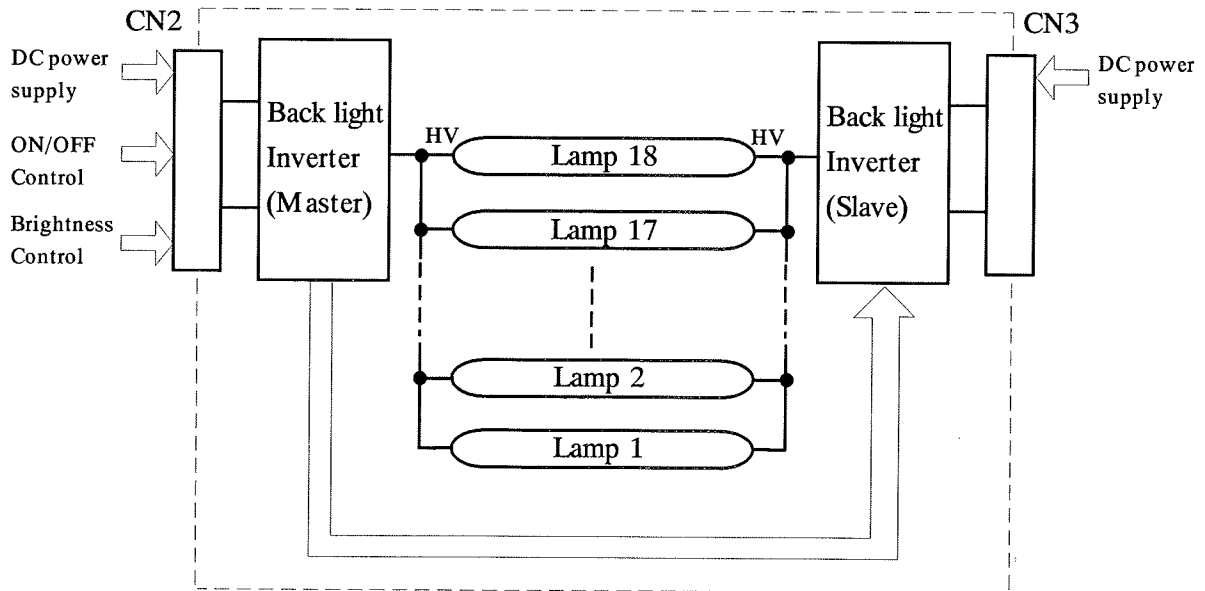 CN2
CN3
DC power
supply
ON/OFF
Control
Brightness
Control
Back light
Inverter
(Master)
HV
HV
Lamp 18
Lamp 17
Lamp 2
Lamp 1
Back light
Inverter
(Slave)
DC power
supply